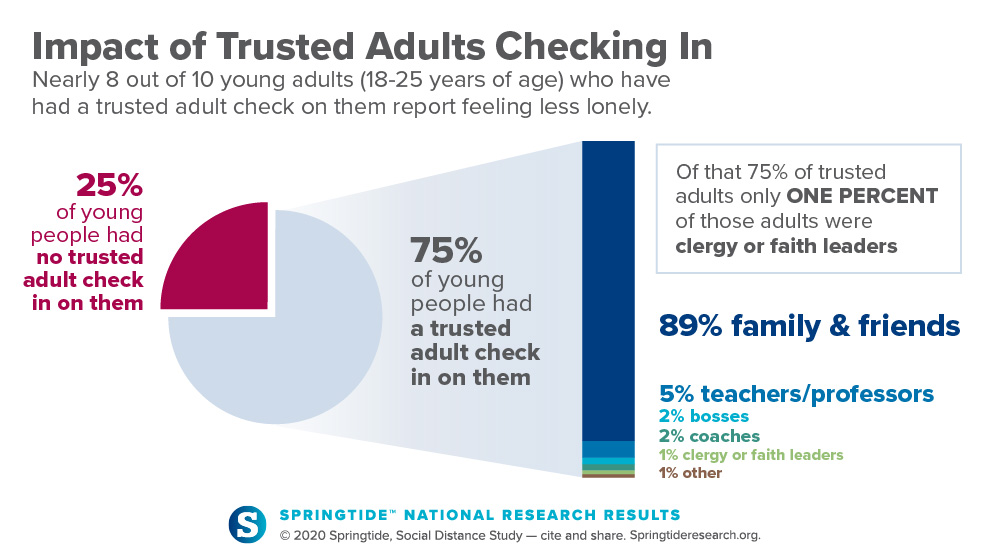 Impact of Trusted Adults Checking In
Nearly 8 out of 10 young adults (18-25 years of age) who have
had a trusted adult check on them report feeling less lonely.
25%
of young
people had
no trusted
adult check
in on them
75%
of young
people had
a trusted
adult check
in on them
Of that 75% of trusted
adults only ONE PERCENT
of those adults were
clergy or faith leaders
89% family & friends
5% teachers/professors
2% bosses
2% coaches
1% clergy or faith leaders
1% other
S
SPRINGTIDE™ NATIONAL RESEARCH RESULTS
© 2020 Springtide, Social Distance Study — cite and share. Springtideresearch.org.